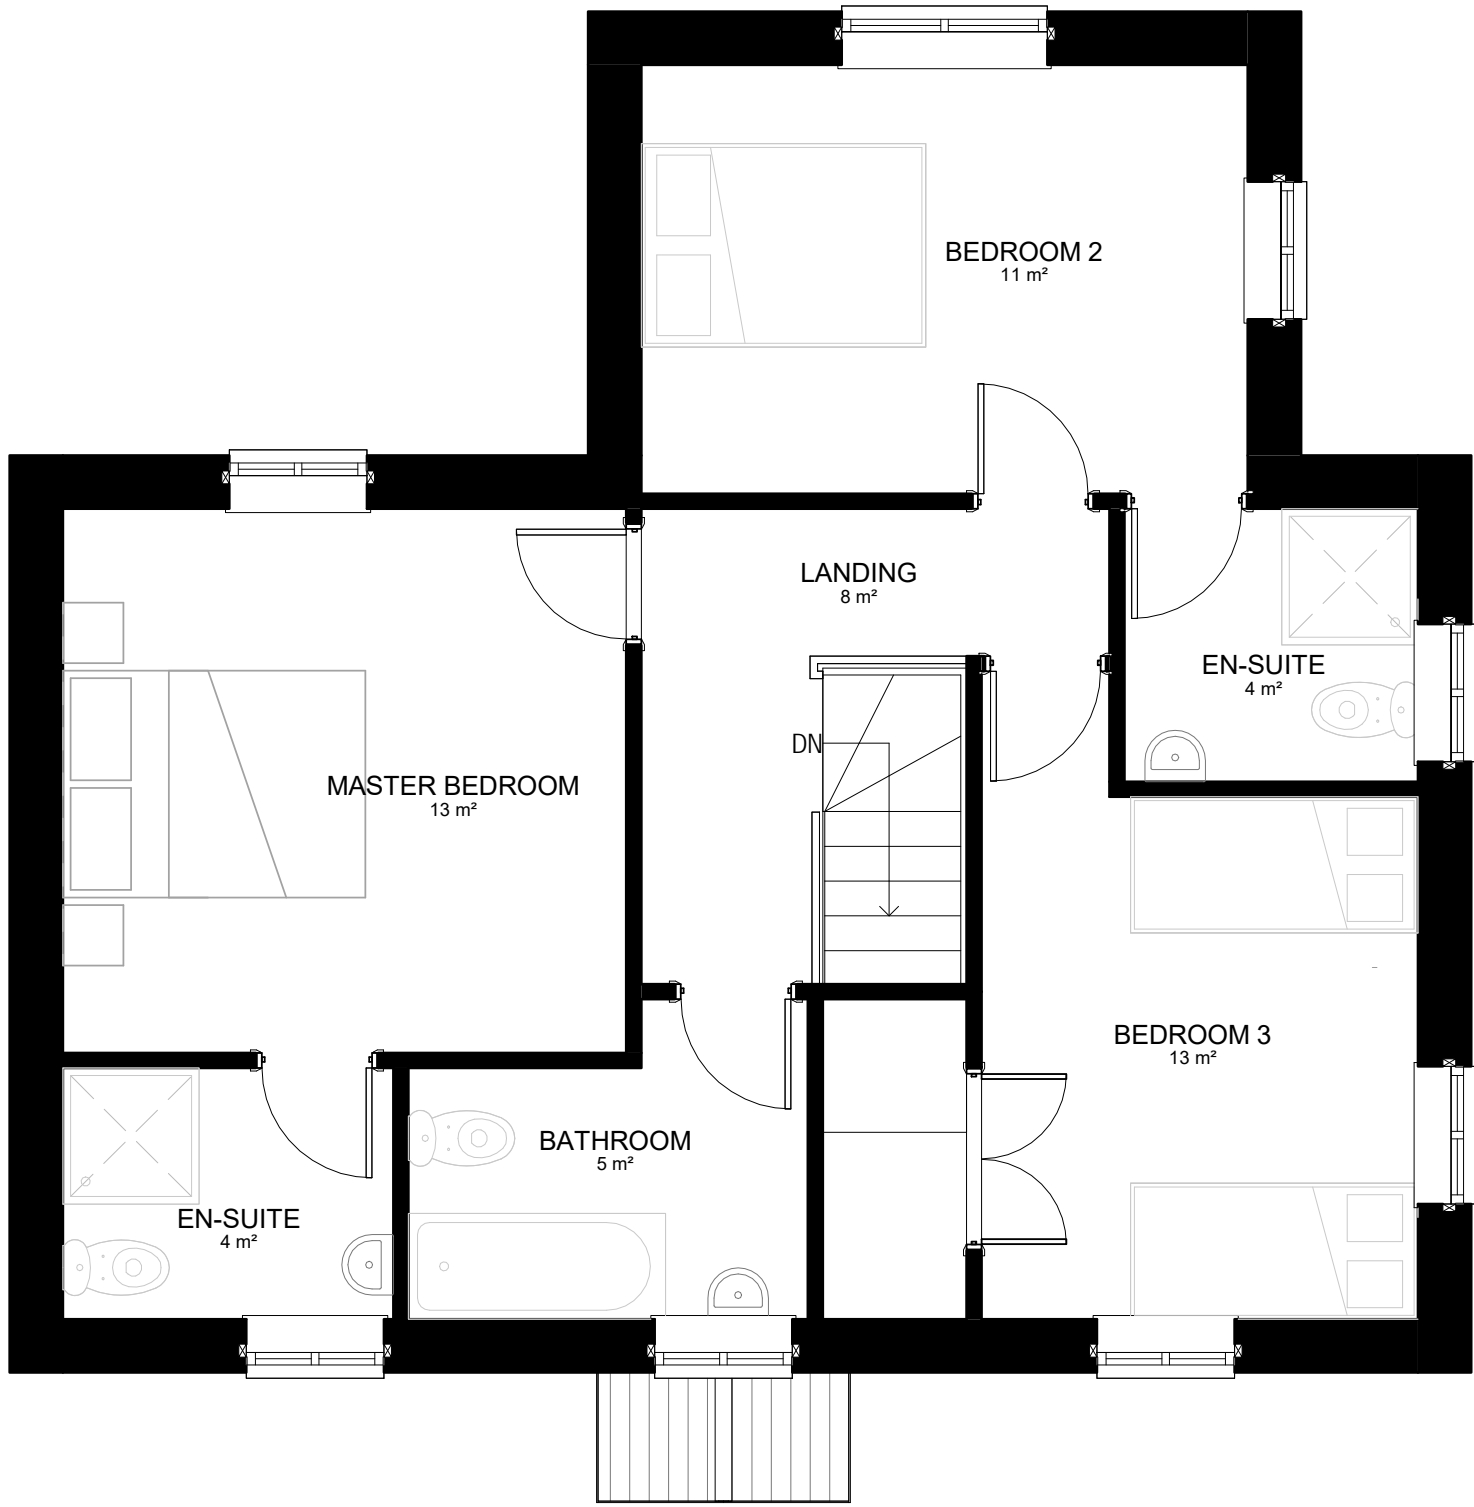 BEDROOM 2
11 m²
LANDING
8 m²
EN-SUITE
4 m²
DN
MASTER BEDROOM
13 m²
BEDROOM 3
13 m²
BATHROOM
5 m²
EN-SUITE
4 m²